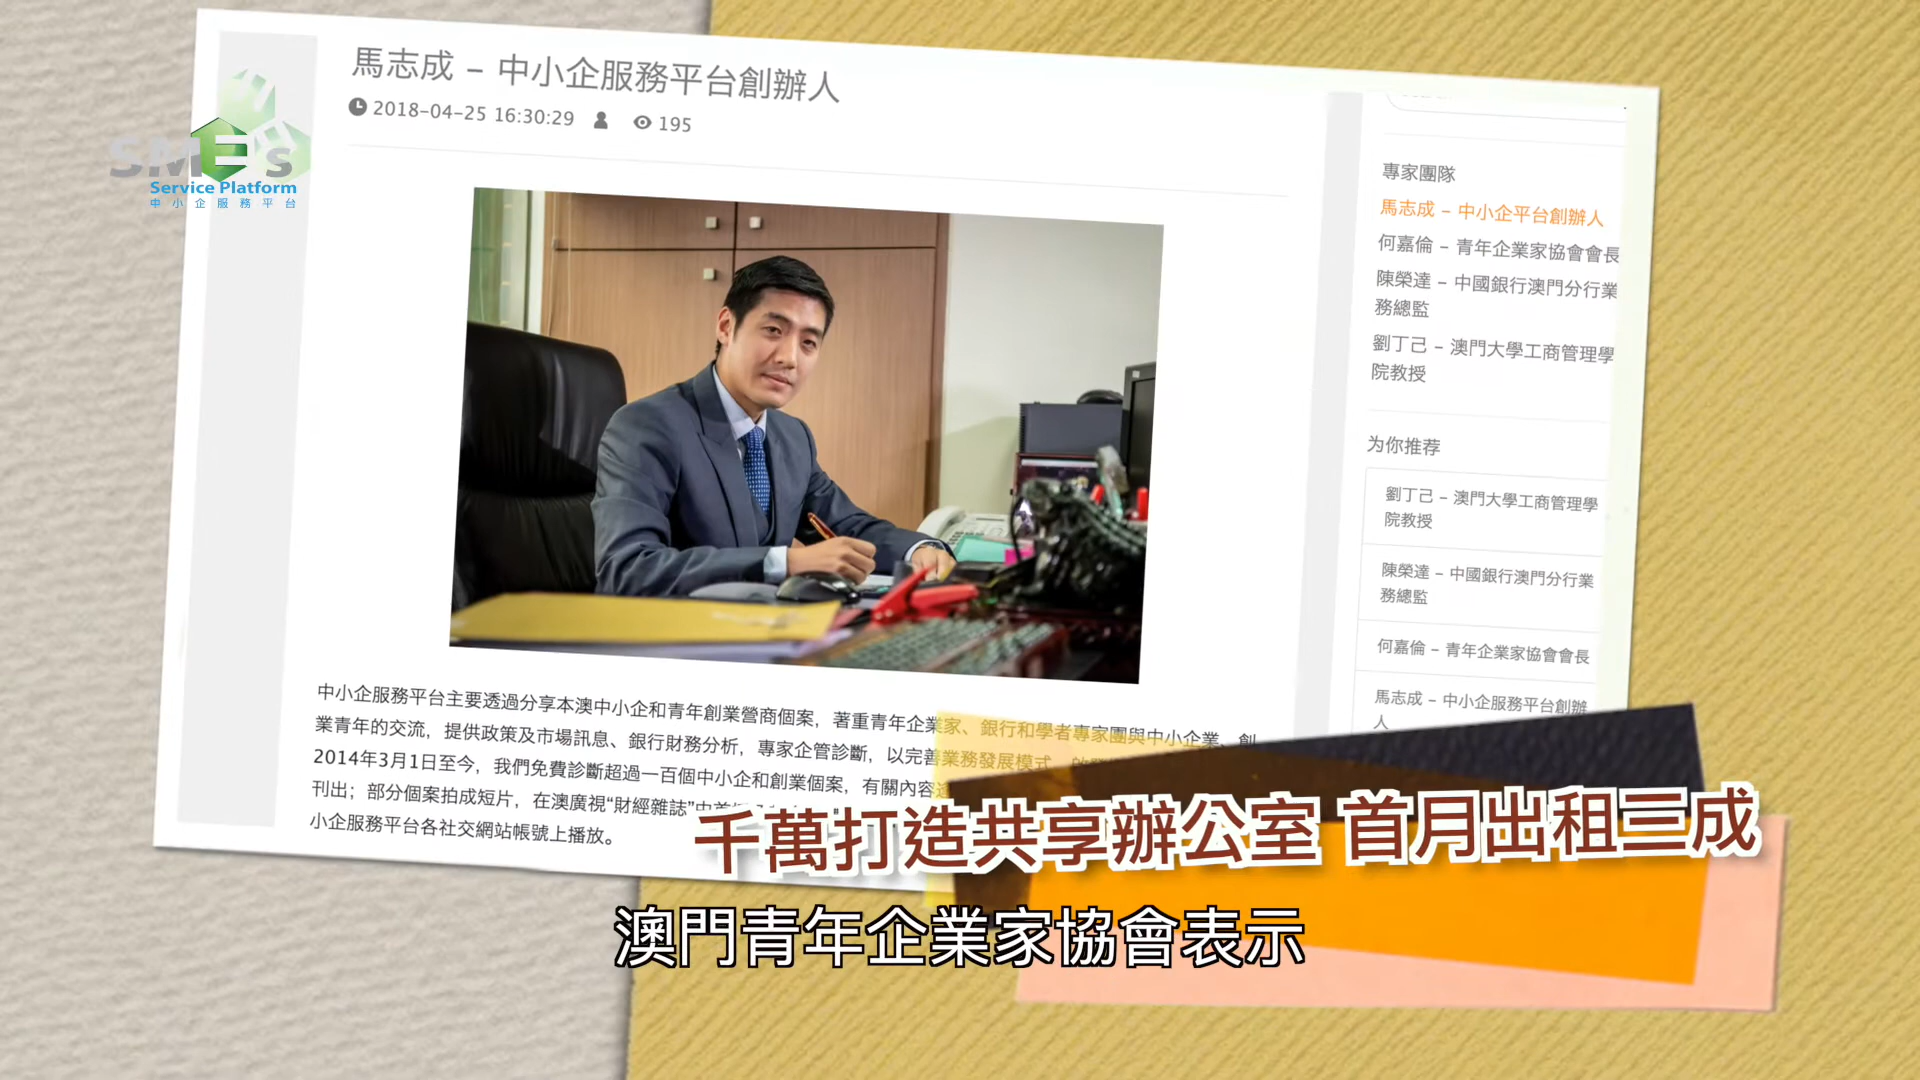 馬志成 – 中小企服務平台創辦人
2018-04-25 16:30:29 195
SMEs
Service Platform
中小企服務平台
專家團隊
馬志成 – 中小企平台創辦人
何嘉倫 – 青年企業家協會會長
陳榮達 – 中國銀行澳門分行業
務總監
劉丁己 – 澳門大學工商管理學
院教授
为你推荐
劉丁己 – 澳門大學工商管理學
院教授
陳榮達 – 中國銀行澳門分行業
務總監
何嘉倫 – 青年企業家協會會長
馬志成 – 中小企服務平台創辦
人
中小企服務平台主要透過分享本澳中小企和青年創業營商個案，著重青年企業家、銀行和學者專家團與中小企業、創
業青年的交流，提供政策及市場訊息、銀行財務分析，專家企管診斷，以完善業務發展模式
2014年3月1日至今，我們免費診斷超過一百個中小企和創業個案，有關內容
刊出；部分個案拍成短片，在澳廣視“財經雜誌”中首
小企服務平台各社交網站帳號上播放。
千萬打造共享辦公室 首月出租三成
澳門青年企業家協會表示